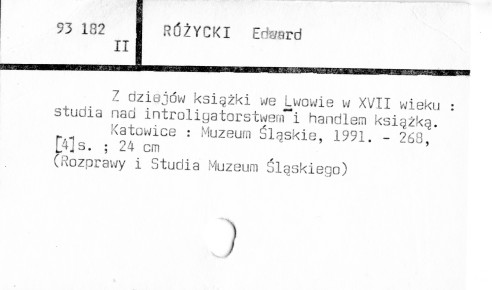 93 182
II
RÓŻYCKI Edward
Z dziejów książki we Lwowie w XVII wieku :
studia nad introligatorstwem i handlem książką.
Katowice : Muzeum Śląskie, 1991. - 268,
[4]s. ; 24 cm
(Rozprawy i Studia Muzeum Śląskiego)